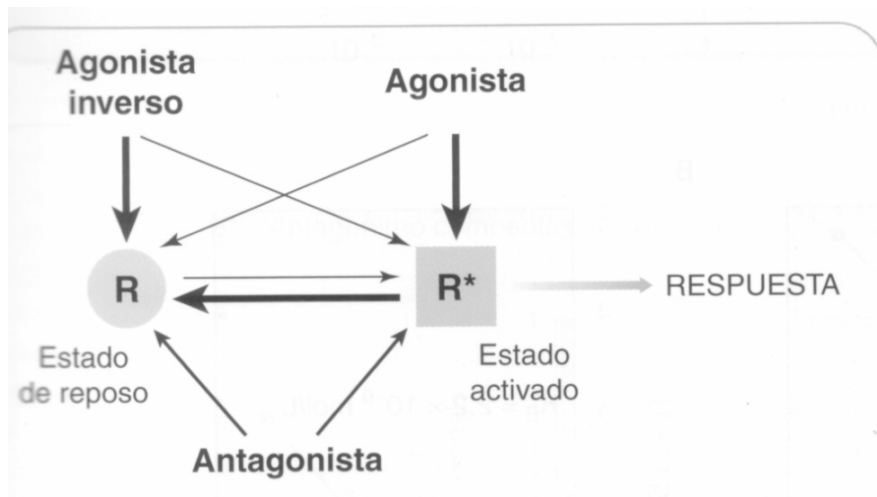 Agonista
inverso
Agonista
R
R*
RESPUESTA
Estado
de reposo
Estado
activado
Antagonista